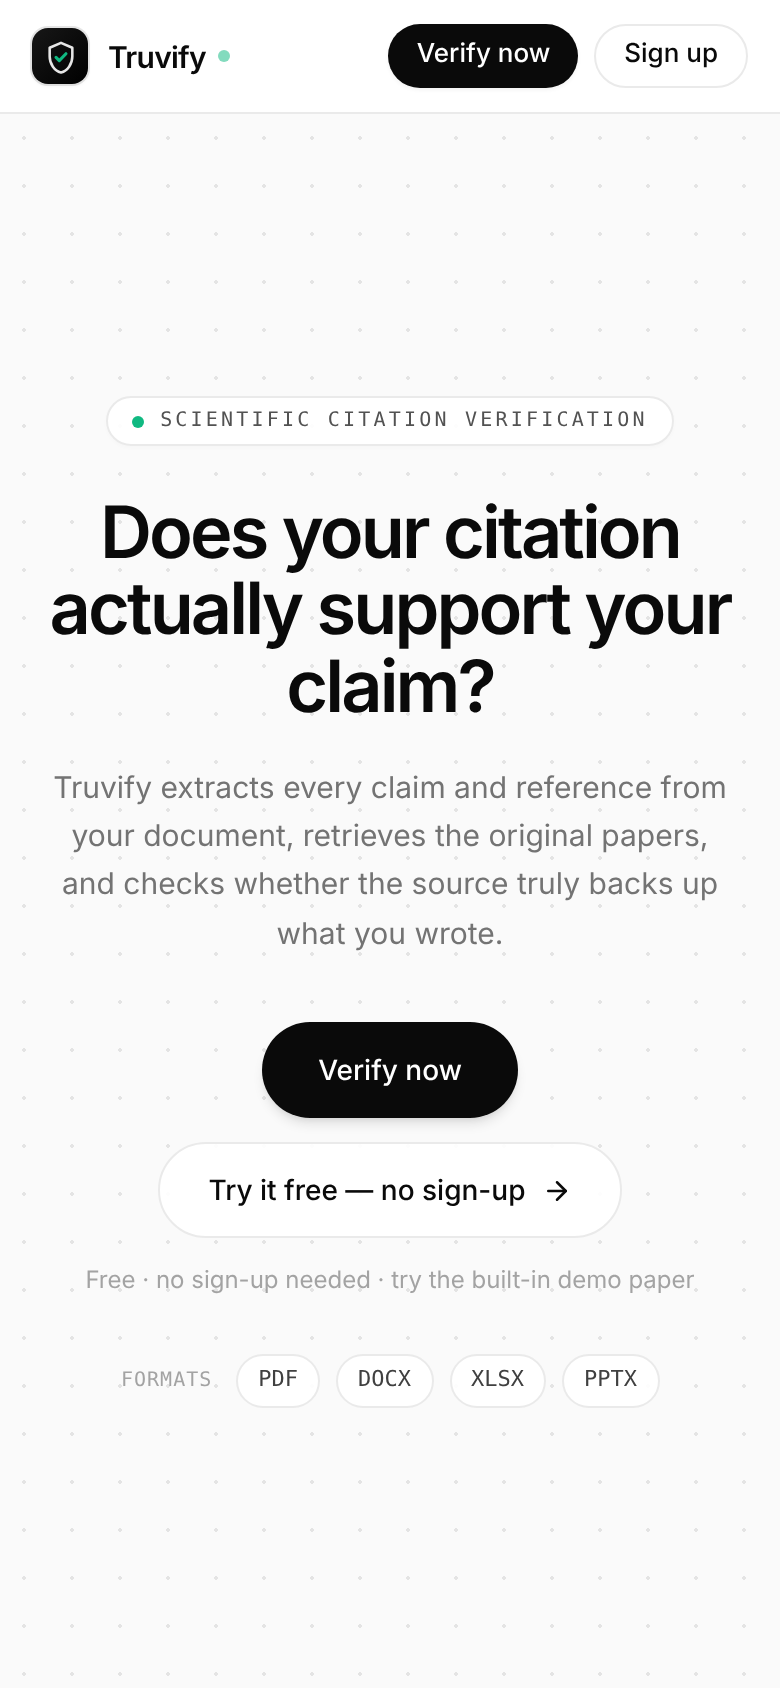 Truvify
Verify now
Sign up
SCIENTIFIC CITATION VERIFICATION
Does your citation
actually support your
claim?
Truvify extracts every claim and reference from
your document, retrieves the original papers,
and checks whether the source truly backs up
what you wrote.
Verify now
Try it free — no sign-up →
Free · no sign-up needed · try the built-in demo paper
FORMATS PDF DOCX XLSX PPTX